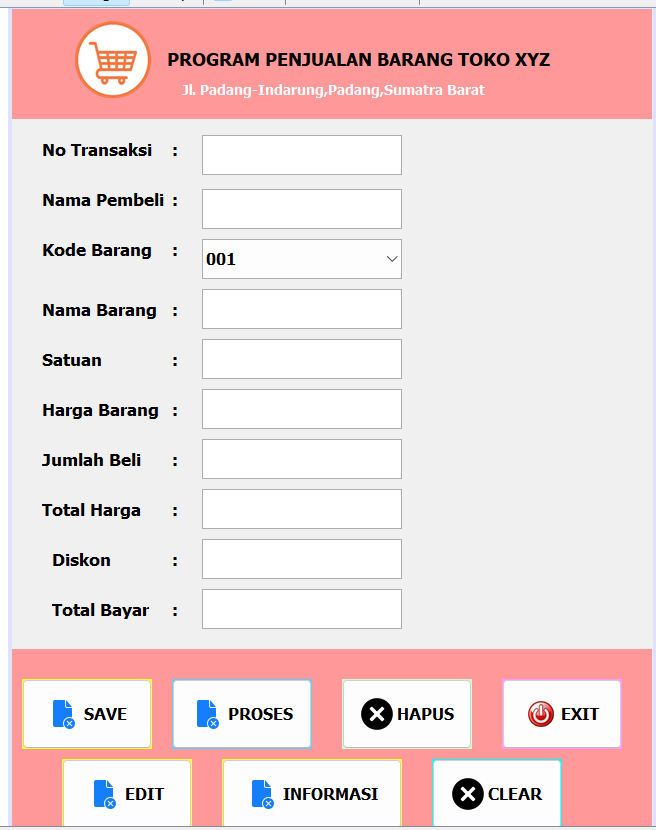 PROGRAM PENJUALAN BARANG TOKO XYZ
Jl. Padang-Indarung,Padang,Sumatra Barat
No Transaksi :
Nama Pembeli :
Kode Barang : 001
Nama Barang :
Satuan :
Harga Barang :
Jumlah Beli :
Total Harga :
Diskon :
Total Bayar :
SAVE PROSES HAPUS EXIT
EDIT INFORMASI CLEAR